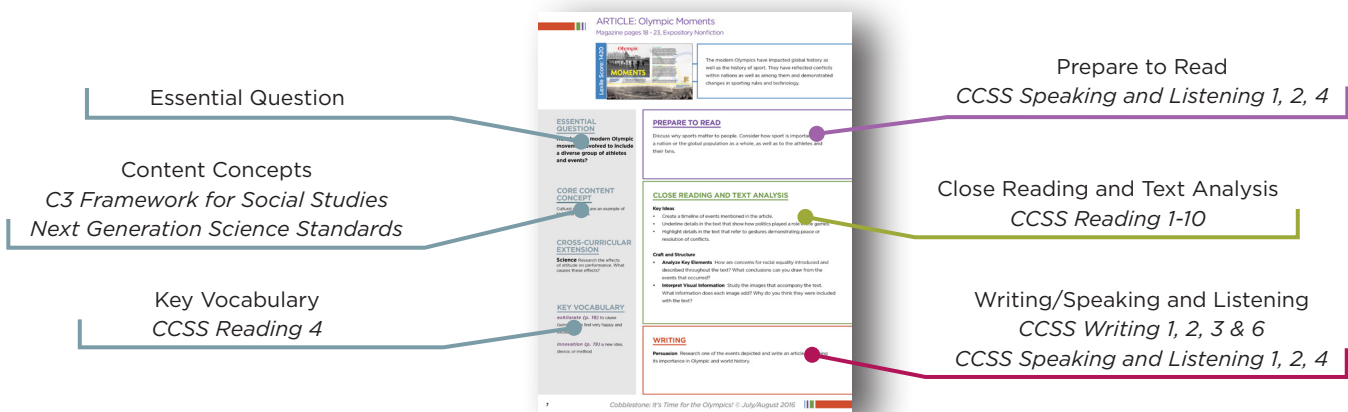 Essential Question
Content Concepts
C3 Framework for Social Studies
Next Generation Science Standards
Key Vocabulary
CCSS Reading 4
ARTICLE: Olympic Moments
Magazine pages 18 - 23, Expository Nonfiction
Lexile Score: 1420
Olympic
MOMENTS
The modern Olympics have impacted global history as
well as the history of sport. They have reflected conflicts
within nations as well as among them and demonstrated
changes in sporting rules and technology.
ESSENTIAL
QUESTION
modern Olympic
movement evolved to include
a diverse group of athletes
and events?
CORE CONTENT
CONCEPT
Cultural are an example of
CROSS-CURRICULAR
EXTENSION
Science Research the effects
of attitude on performance. What
causes these effects?
KEY VOCABULARY
exhilarate (p. 18) to cause
feel very happy and
innovation (p. 19) a new idea,
device, or method
PREPARE TO READ
Discuss why sports matter to people. Consider how sport is important
a nation or the global population as a whole, as well as to the athletes and
their fans.
CLOSE READING AND TEXT ANALYSIS
Key Ideas
• Create a timeline of events mentioned in the article.
• Underline details in the text that show how politics played a role in the games.
• Highlight details in the text that refer to gestures demonstrating peace or
resolution of conflicts.
Craft and Structure
• Analyze Key Elements How are concerns for racial equality introduced and
described throughout the text? What conclusions can you draw from the
events that occurred?
• Interpret Visual Information Study the images that accompany the text.
What information does each image add? Why do you think they were included
with the text?
WRITING
Persuasion Research one of the events depicted and write an article
its importance in Olympic and world history.
7
Cobblestone: It's Time for the Olympics! © July/August 2016
Prepare to Read
CCSS Speaking and Listening 1, 2, 4
Close Reading and Text Analysis
CCSS Reading 1-10
Writing/Speaking and Listening
CCSS Writing 1, 2, 3 & 6
CCSS Speaking and Listening 1, 2, 4